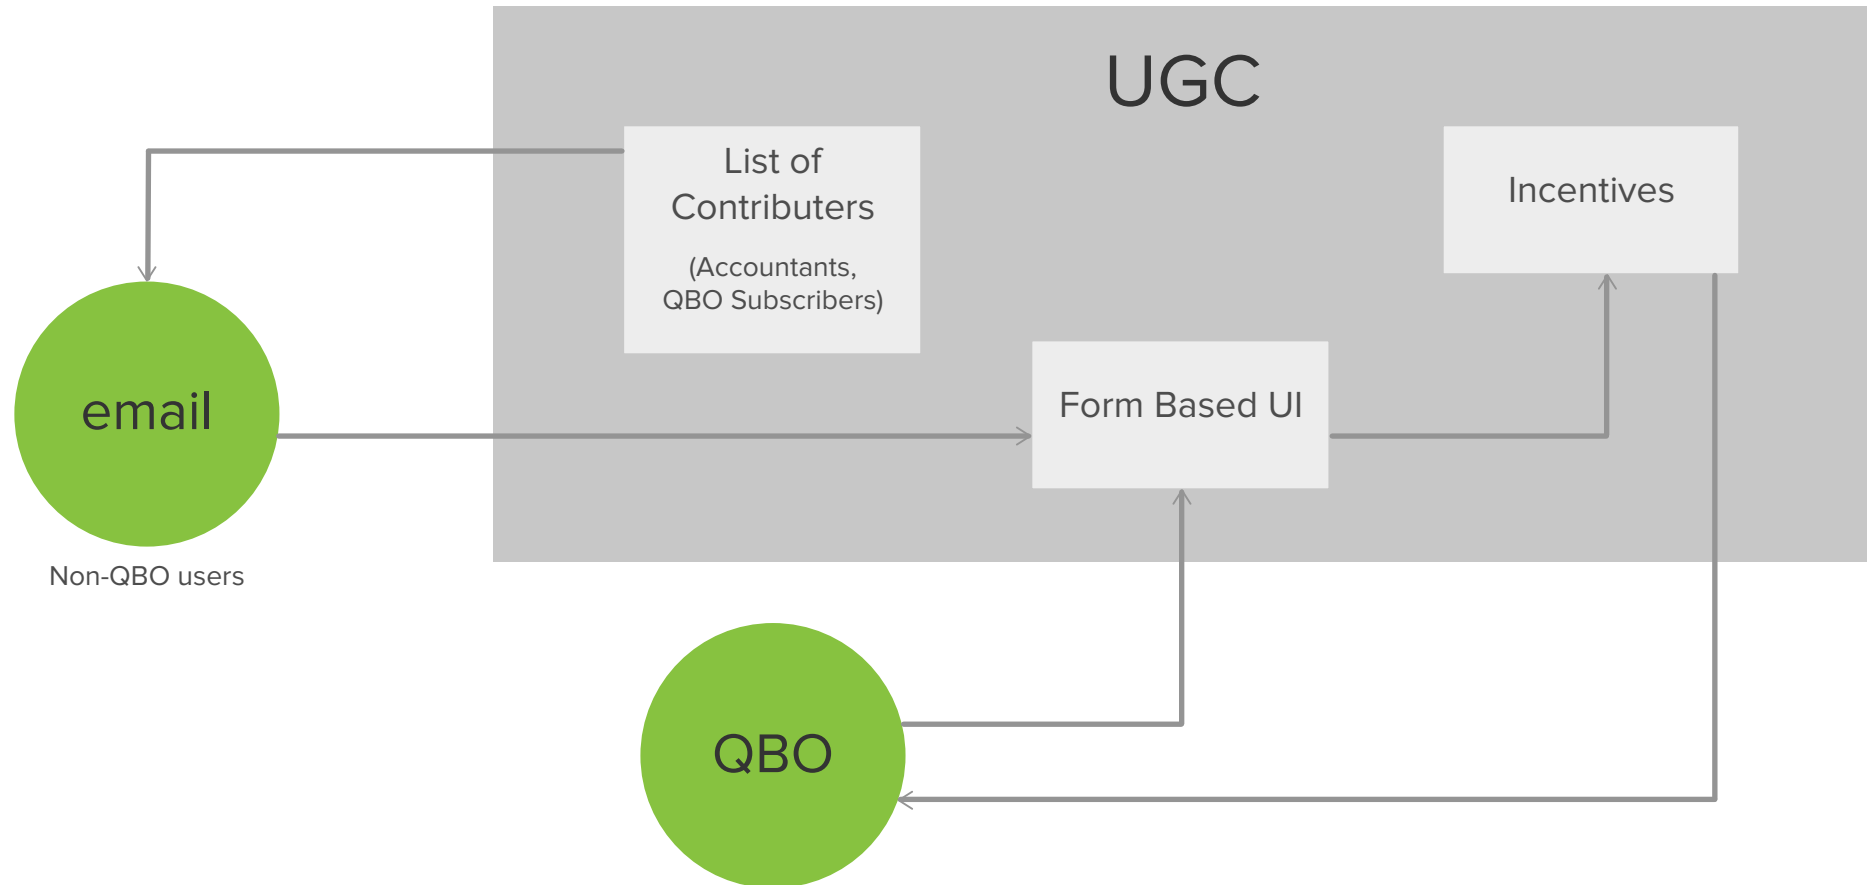 UGC
List of
Contributers
(Accountants,
QBO Subscribers)
Incentives
Form Based UI
email
Non-QBO users
QBO